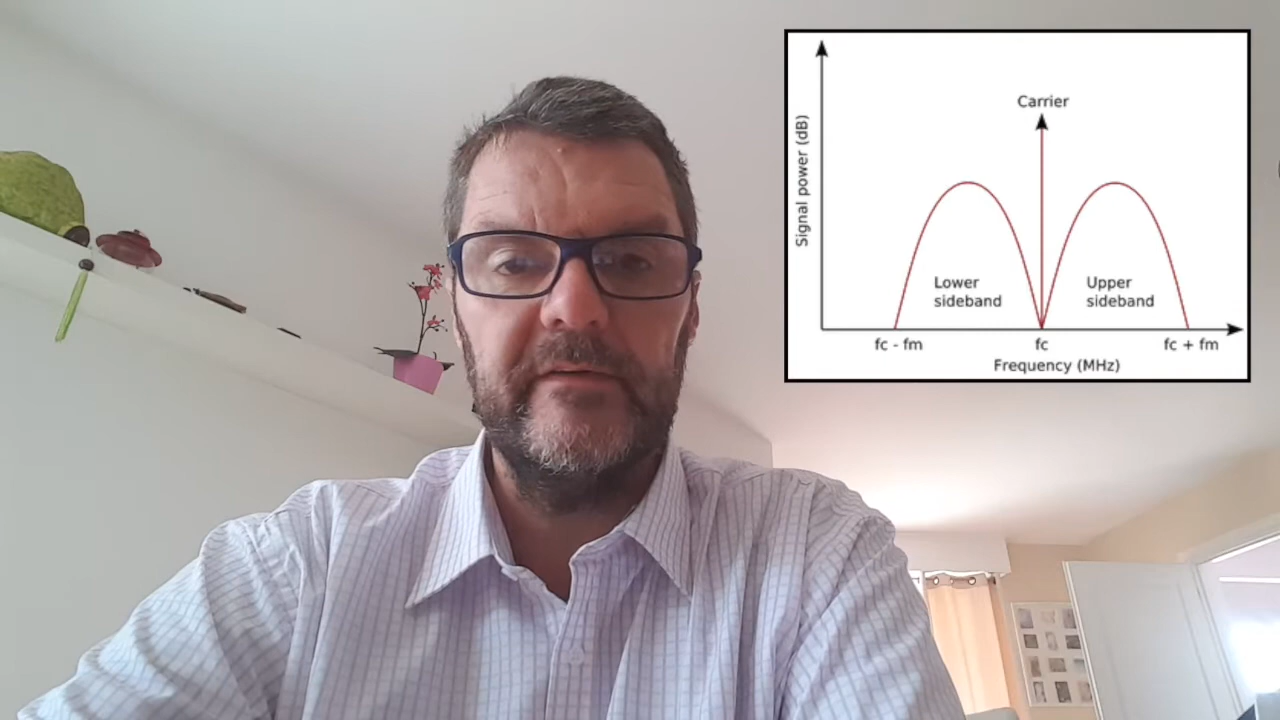 Carrier
Signal power (dB)
Lower
sideband
Upper
sideband
fc - fm
fc
fc + fm
Frequency (MHz)